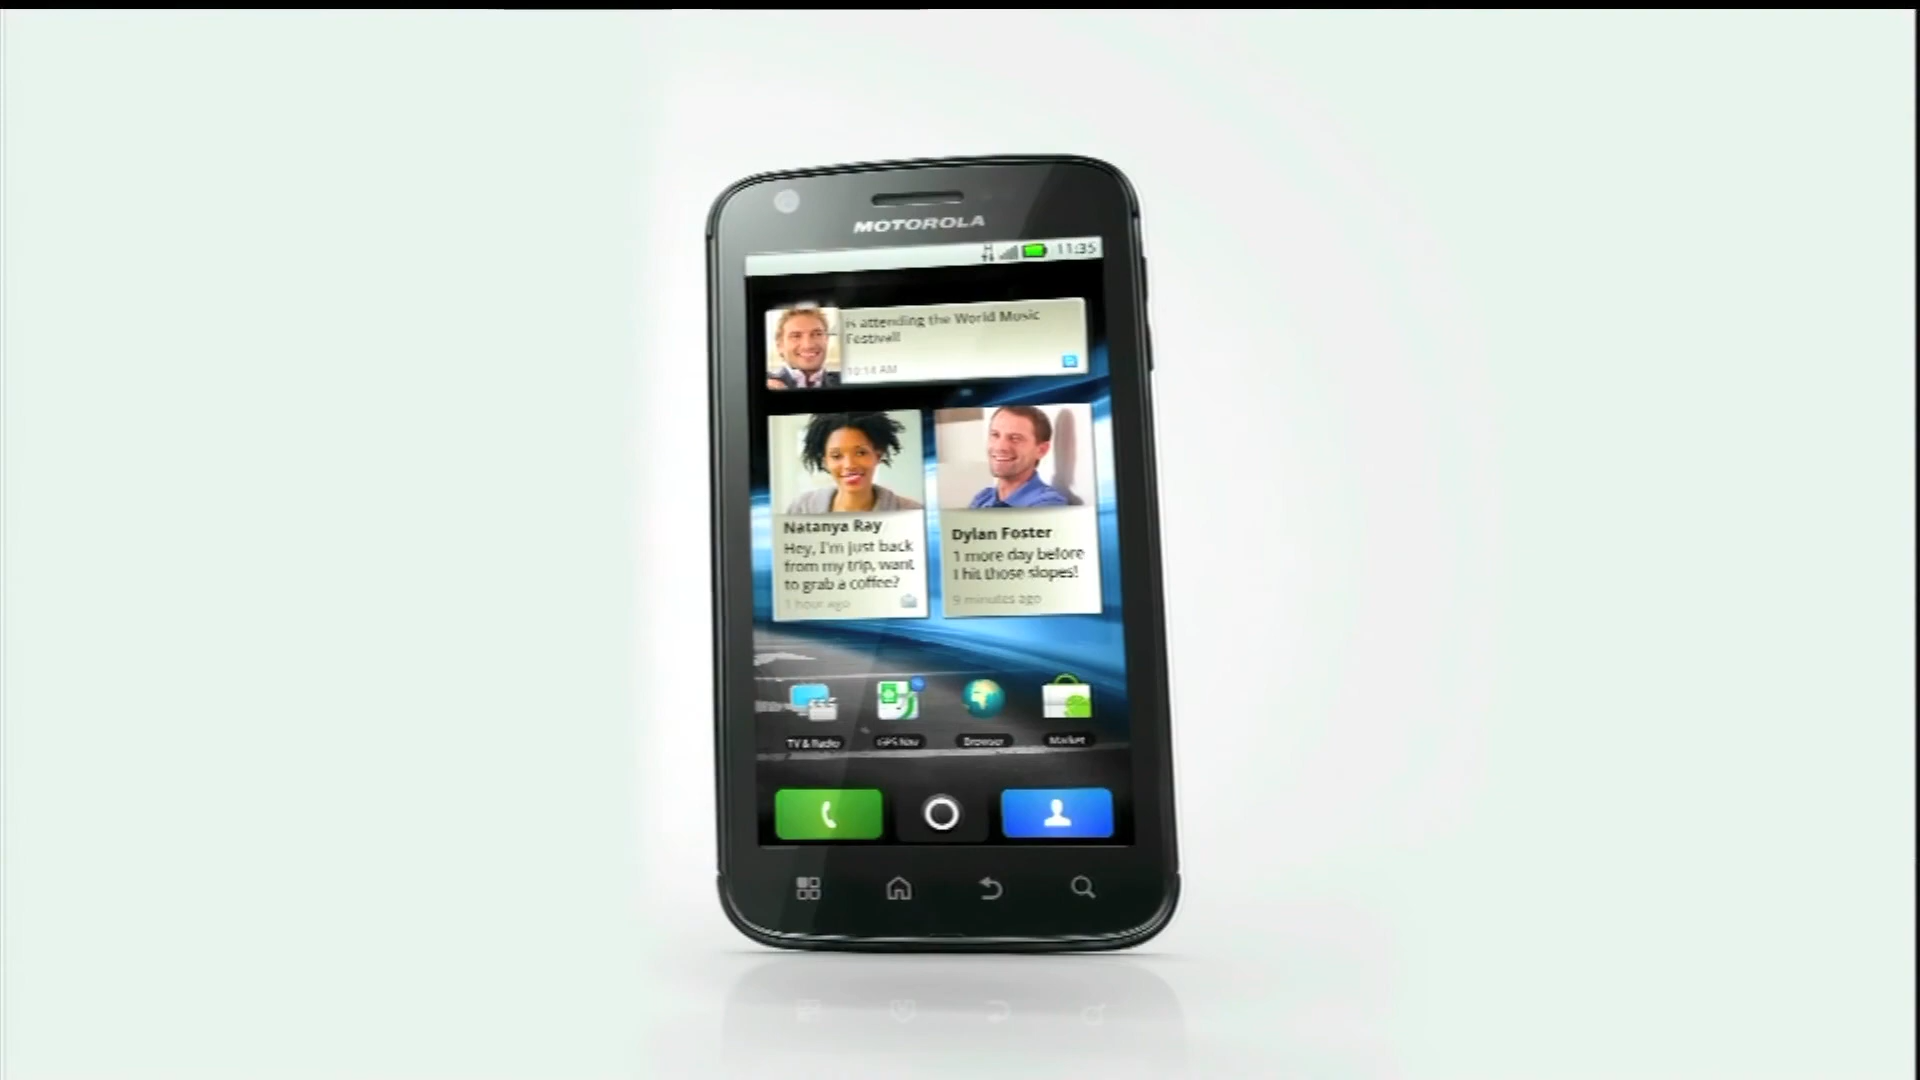 MOTOROLA
11:35
is attending the World Music
Festival!
10:14 AM
Natanya Ray
Hey, I'm just back
from my trip, want
to grab a coffee?
1 hour ago
Dylan Foster
1 more day before
I hit those slopes!
9 minutes ago
TV & Radio
GPS Nav
Browser
Market